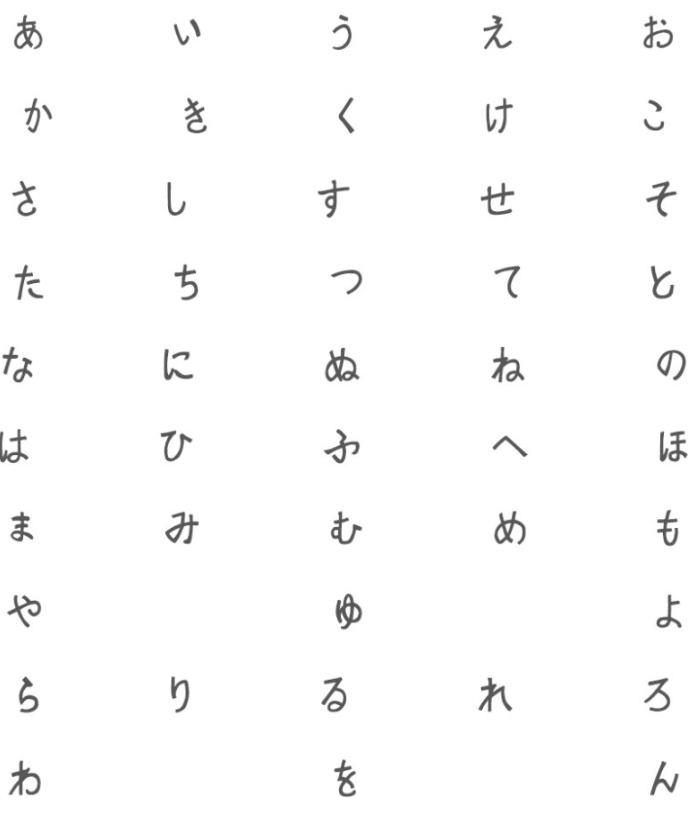 あ い う え お
か き く け こ
さ し す せ そ
た ち つ て と
な に ぬ ね の
は ひ ふ へ ほ
ま み む め も
や ゆ よ
ら り る れ ろ
わ を ん